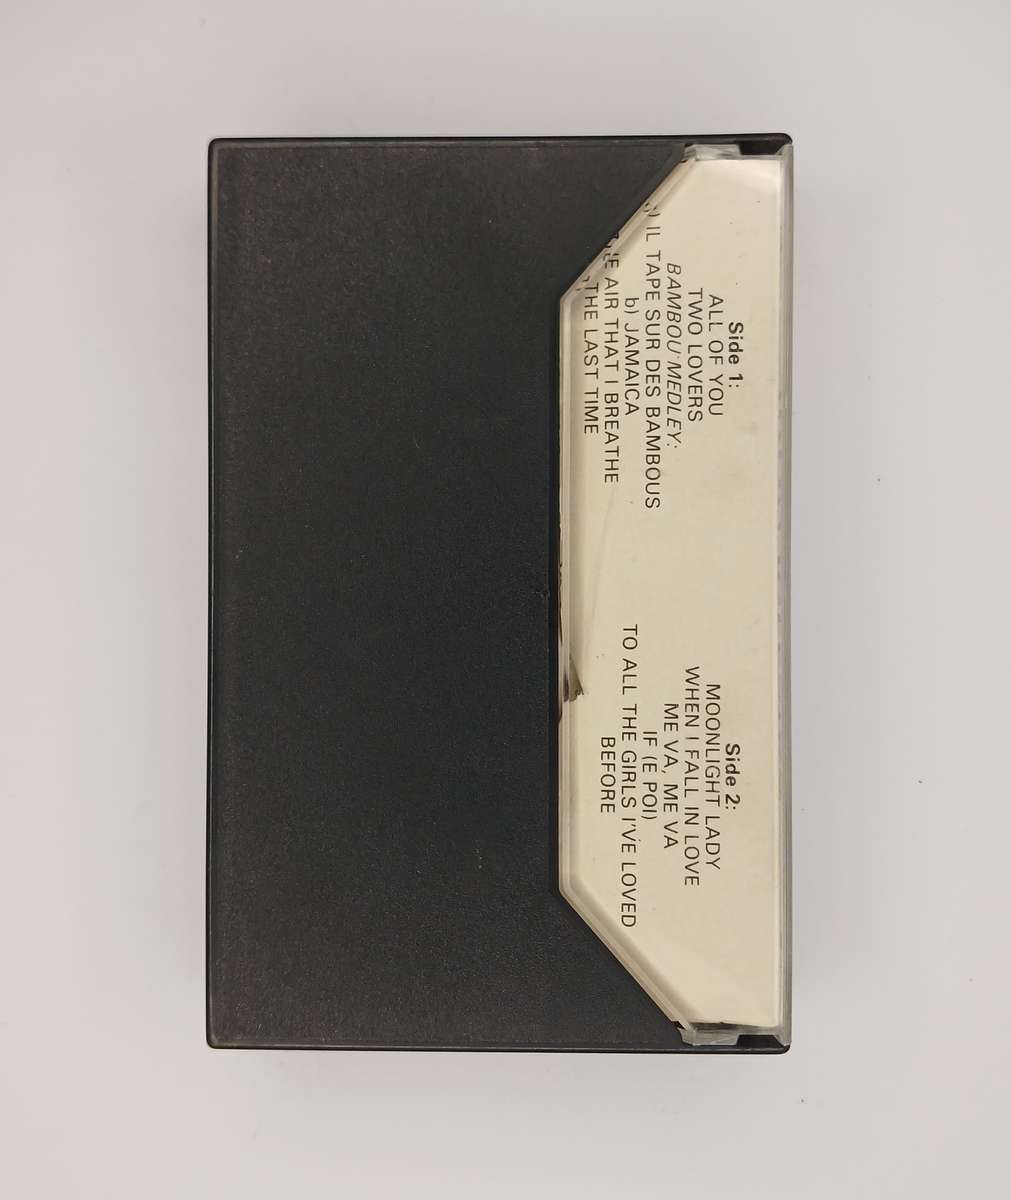 Side 1:
ALL OF YOU
TWO LOVERS
BAMBOU MEDLEY:
IL TAPE SUR DES BAMBOUS
b) JAMAICA
AIR THAT I BREATHE
THE LAST TIME
Side 2:
MOONLIGHT LADY
WHEN I FALL IN LOVE
ME VA, ME VA
IF (E POI)
TO ALL THE GIRLS I'VE LOVED
BEFORE